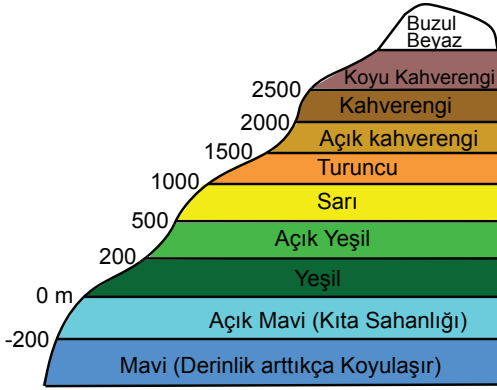 Buzul
Beyaz
Koyu Kahverengi
2500
Kahverengi
2000
Açık kahverengi
1500
Turuncu
1000
Sarı
500
Açık Yeşil
200
Yeşil
0 m
Açık Mavi (Kıta Sahanlığı)
-200
Mavi (Derinlik arttıkça Koyulaşır)